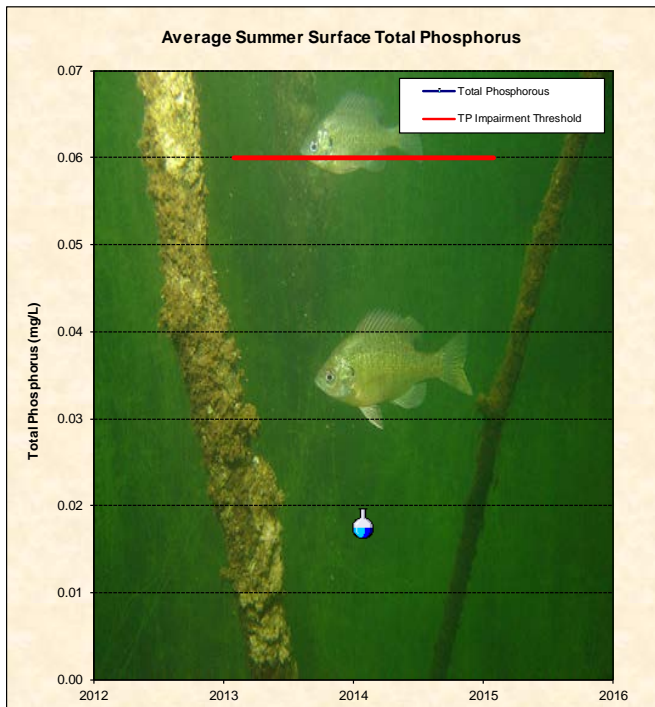 Average Summer Surface Total Phosphorus
Total Phosphorous
TP Impairment Threshold
Total Phosphorus (mg/L)
0.07
0.06
0.05
0.04
0.03
0.02
0.01
0.00
2012 2013 2014 2015 2016